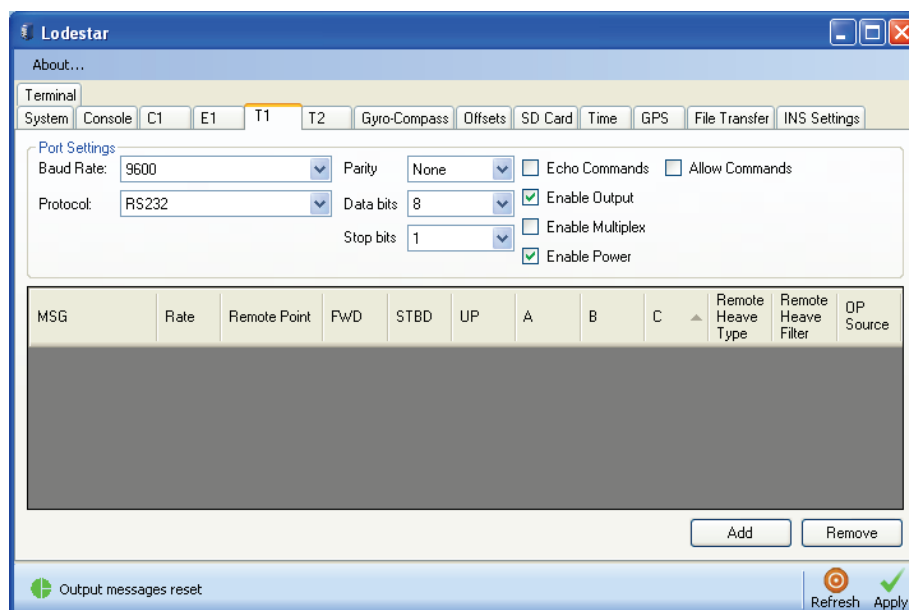 Lodestar
About...
Terminal
System Console C1 E1 T1 T2 Gyro-Compass Offsets SD Card Time GPS File Transfer INS Settings
Port Settings
Baud Rate: 9600 Parity None Echo Commands Allow Commands
Protocol: RS232 Data bits 8 Enable Output
Stop bits 1 Enable Multiplex
Enable Power
MSG Rate Remote Point FWD STBD UP A B C Remote Heave Type Remote Heave Filter OP Source
Add Remove
Output messages reset
Refresh Apply